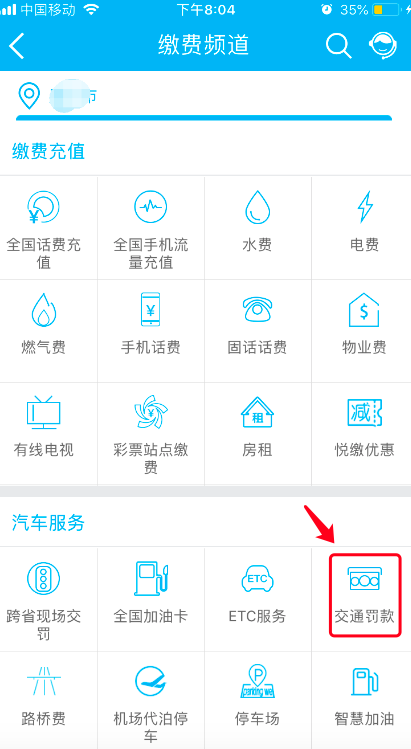 中国移动 下午8:04 35%
缴费频道
市
缴费充值
全国话费充
值
全国手机流
量充值
水费
电费
燃气费
手机话费
固话话费
物业费
有线电视
彩票站点缴
费
房租
悦缴优惠
汽车服务
跨省现场交
罚
全国加油卡
ETC服务
交通罚款
路桥费
机场代泊停
车
停车场
智慧加油
¥
¥
$
¥
租
减
ETC
P
parking we